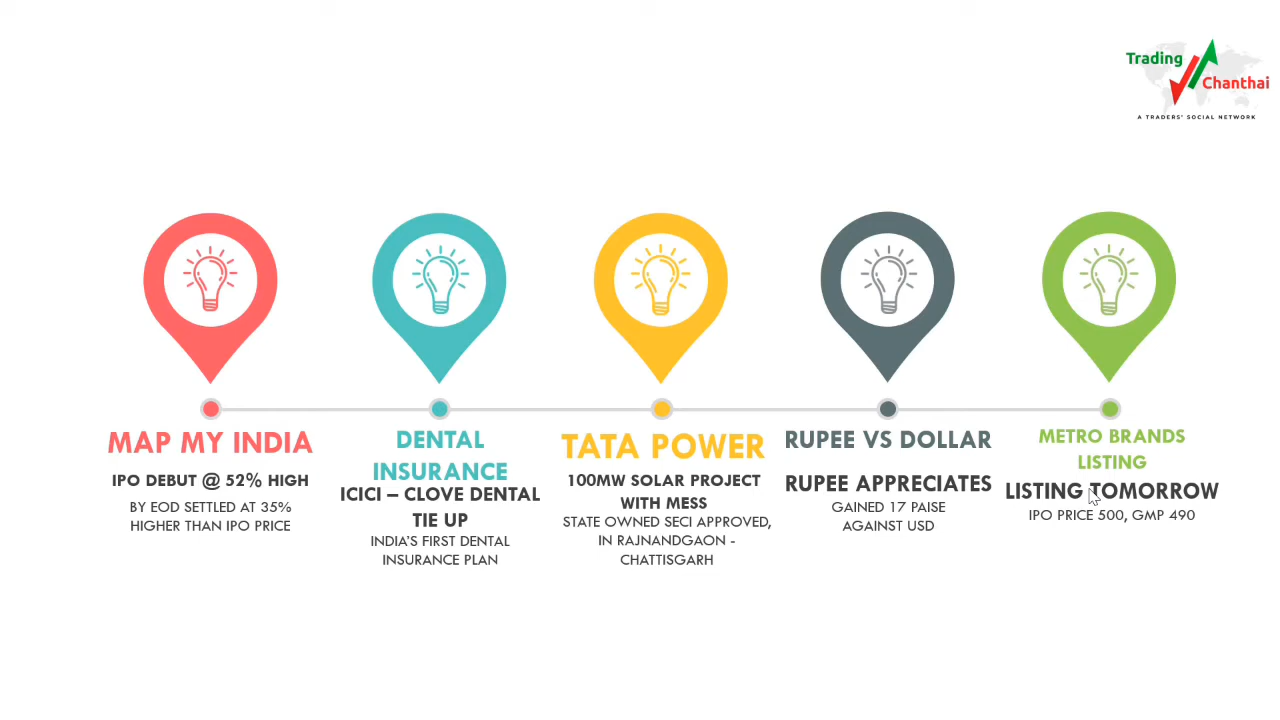 Trading
Chanthai
A TRADERS' SOCIAL NETWORK
MAP MY INDIA
IPO DEBUT @ 52% HIGH
BY EOD SETTLED AT 35%
HIGHER THAN IPO PRICE
DENTAL
INSURANCE
ICICI – CLOVE DENTAL
TIE UP
INDIA'S FIRST DENTAL
INSURANCE PLAN
TATA POWER
100MW SOLAR PROJECT
WITH MESS
STATE OWNED SECI APPROVED,
IN RAJNANDGAON -
CHATTISGARH
RUPEE VS DOLLAR
RUPEE APPRECIATES
GAINED 17 PAISE
AGAINST USD
METRO BRANDS
LISTING
LISTING TOMORROW
IPO PRICE 500, GMP 490